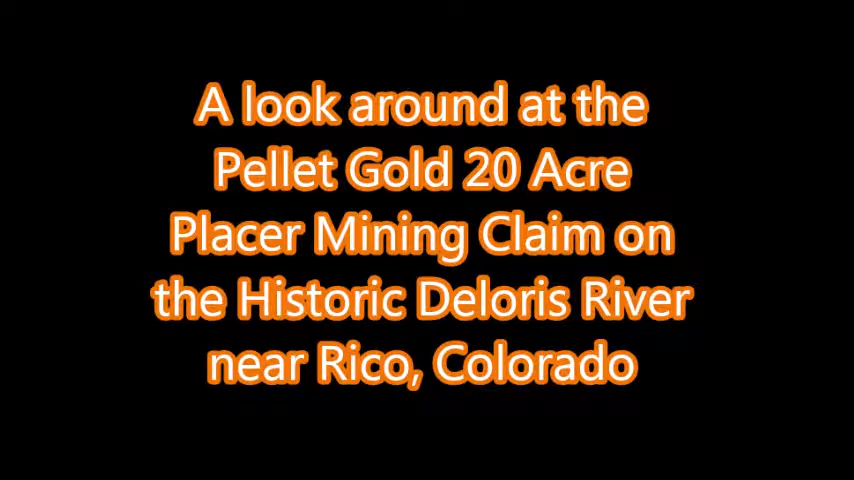 A look around at the
Pellet Gold 20 Acre
Placer Mining Claim on
the Historic Deloris River
near Rico, Colorado